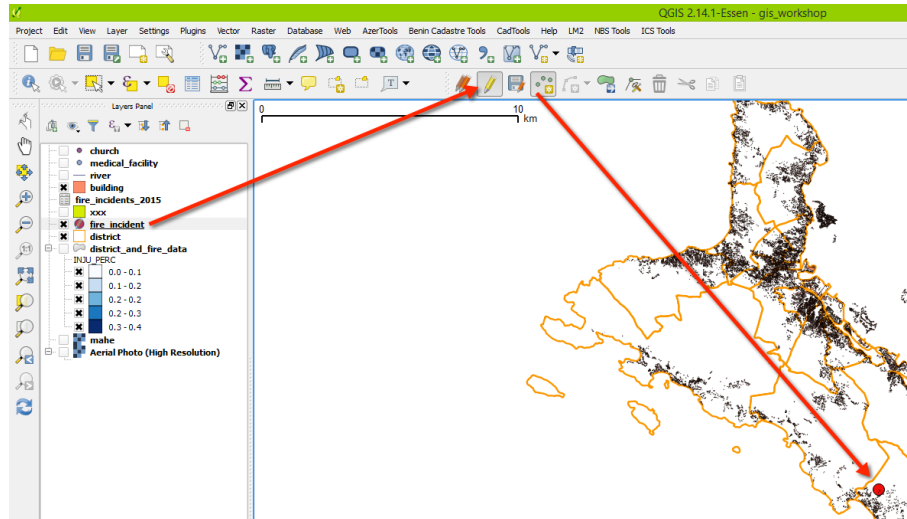 QGIS 2.14.1-Essen - gis_workshop
Project Edit View Layer Settings Plugins Vector Raster Database Web AzerTools Benin Cadastre Tools CadTools Help LM2 NBS Tools ICS Tools
Layers Panel
church
medical_facility
river
building
fire_incidents_2015
xxx
fire_incident
district
district_and_fire_data
INJU_PERC
0.0 - 0.1
0.1 - 0.2
0.2 - 0.2
0.2 - 0.3
0.3 - 0.4
mahe
Aerial Photo (High Resolution)
0 10
km